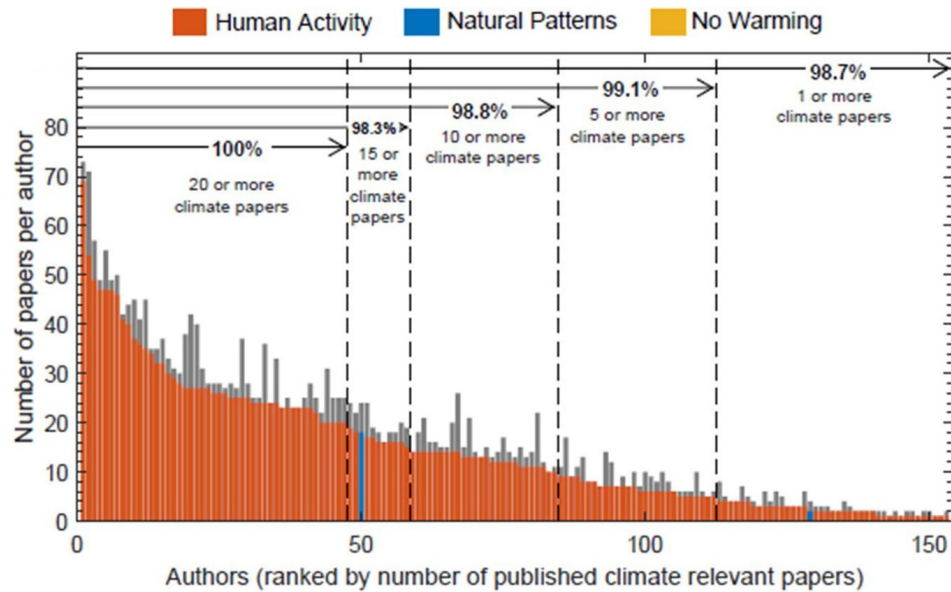 Human Activity Natural Patterns No Warming
98.7%
1 or more
climate papers
99.1%
5 or more
climate papers
98.8%
10 or more
climate papers
98.3%
15 or
more
climate
papers
100%
20 or more
climate papers
Number of papers per author
80
70
60
50
40
30
20
10
0
0 50 100 150
Authors (ranked by number of published climate relevant papers)